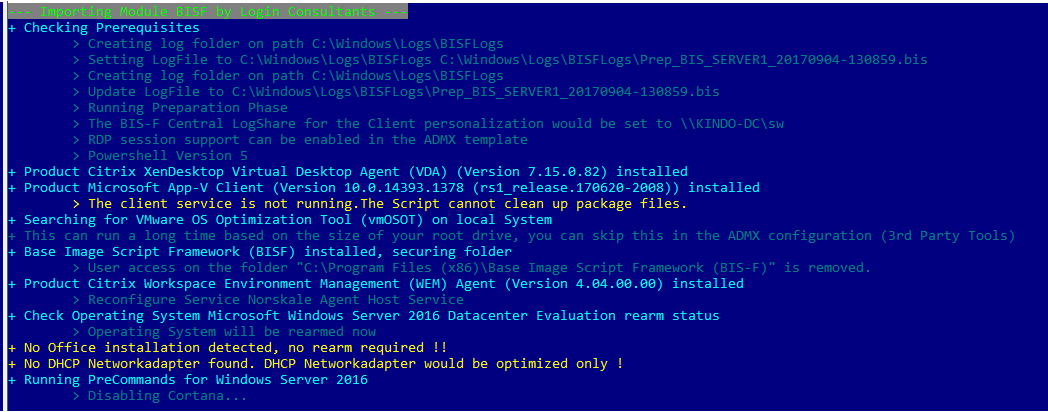 --- Importing Module BISF by Login Consultants ---
+ Checking Prerequisites
> Creating log folder on path C:\Windows\Logs\BISFLogs
> Setting LogFile to C:\Windows\Logs\BISFLogs C:\Windows\Logs\BISFLogs\Prep_BIS_SERVER1_20170904-130859.bis
> Creating log folder on path C:\Windows\Logs\BISFLogs
> Update LogFile to C:\Windows\Logs\BISFLogs\Prep_BIS_SERVER1_20170904-130859.bis
> Running Preparation Phase
> The BIS-F Central LogShare for the Client personalization would be set to \\KINDO-DC\sw
> RDP session support can be enabled in the ADMX template
> Powershell Version 5
+ Product Citrix XenDesktop Virtual Desktop Agent (VDA) (Version 7.15.0.82) installed
+ Product Microsoft App-V Client (Version 10.0.14393.1378 (rs1_release.170620-2008)) installed
> The client service is not running.The Script cannot clean up package files.
+ Searching for VMware OS Optimization Tool (vmOSOT) on local System
+ This can run a long time based on the size of your root drive, you can skip this in the ADMX configuration (3rd Party Tools)
+ Base Image Script Framework (BISF) installed, securing folder
> User access on the folder "C:\Program Files (x86)\Base Image Script Framework (BIS-F)" is removed.
+ Product Citrix Workspace Environment Management (WEM) Agent (Version 4.04.00.00) installed
> Reconfigure Service Norskale Agent Host Service
+ Check Operating System Microsoft Windows Server 2016 Datacenter Evaluation rearm status
> Operating System will be rearmed now
+ No Office installation detected, no rearm required !!
+ No DHCP Networkadapter found. DHCP Networkadapter would be optimized only !
+ Running PreCommands for Windows Server 2016
> Disabling Cortana...